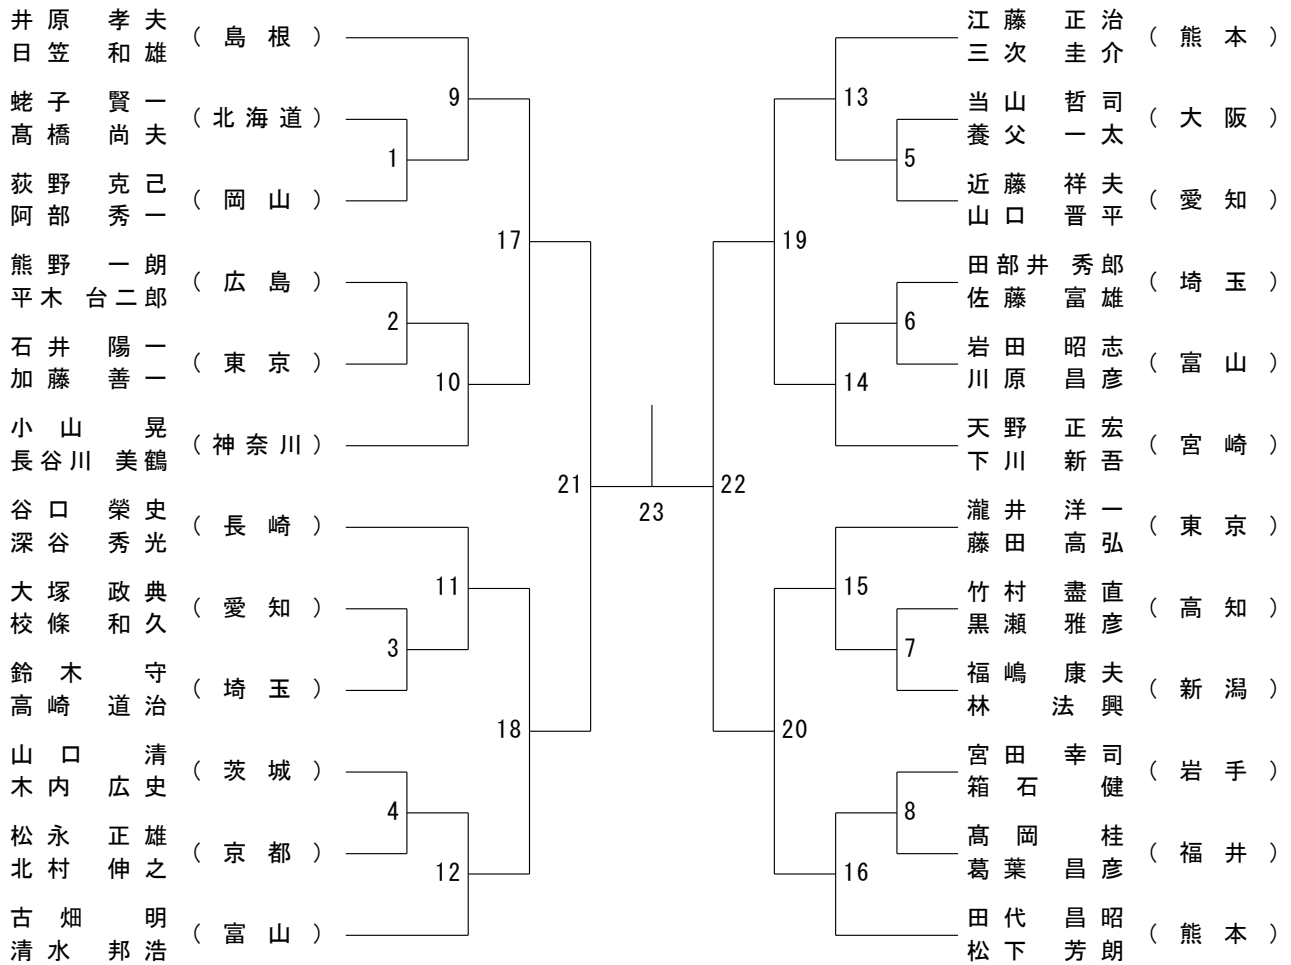 井原 孝夫
日笠 和雄
(島根)
蛯子 賢一
髙橋 尚夫
(北海道)
荻野 克己
阿部 秀一
(岡山)
熊野 一朗
平木 台二郎
(広島)
石井 陽一
加藤 善一
(東京)
小山 晃
長谷川 美鶴
(神奈川)
谷口 榮史
深谷 秀光
(長崎)
大塚 政典
校條 和久
(愛知)
鈴木 守
高崎 道治
(埼玉)
山口 清
木内 広史
(茨城)
松永 正雄
北村 伸之
(京都)
古畑 明
清水 邦浩
(富山)
1
2
3
4
9
10
11
12
17
18
21
23
22
19
20
13
14
15
16
5
6
7
8
江藤 正治
三次 圭介
(熊本)
当山 哲司
養父 一太
(大阪)
近藤 祥夫
山口 晋平
(愛知)
田部井 秀郎
佐藤 富雄
(埼玉)
岩田 昭志
川原 昌彦
(富山)
天野 正宏
下川 新吾
(宮崎)
瀧井 洋一
藤田 高弘
(東京)
竹村 盡直
黒瀬 雅彦
(高知)
福嶋 康夫
林 法興
(新潟)
宮田 幸司
箱石 健
(岩手)
髙岡 桂
葛葉 昌彦
(福井)
田代 昌昭
松下 芳朗
(熊本)